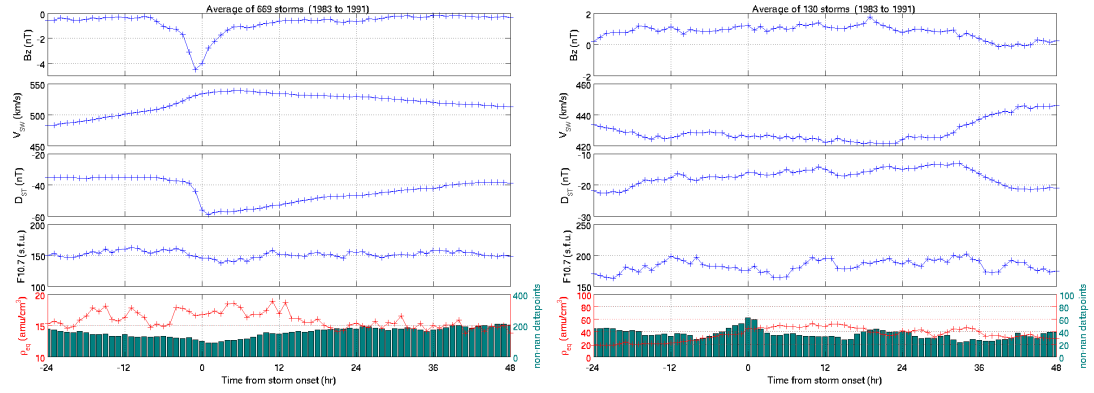 Average of 669 storms (1983 to 1991)
0
-2
-4
Bz (nT)
550
500
450
V_SW (km/s)
-20
-40
-60
D_ST (nT)
200
150
100
F10.7 (s.f.u.)
20
15
10
ρ_eq (amu/cm^3)
400
200
0
non-nan datapoints
-24 -12 0 12 24 36 48
Time from storm onset (hr)
Average of 130 storms (1983 to 1991)
2
0
2
Bz (nT)
460
440
420
V_SW (km/s)
-10
-20
-30
D_ST (nT)
250
200
150
F10.7 (s.f.u.)
100
80
60
40
20
0
ρ_eq (amu/cm^3)
100
80
60
40
20
0
non-nan datapoints
-24 -12 0 12 24 36 48
Time from storm onset (hr)